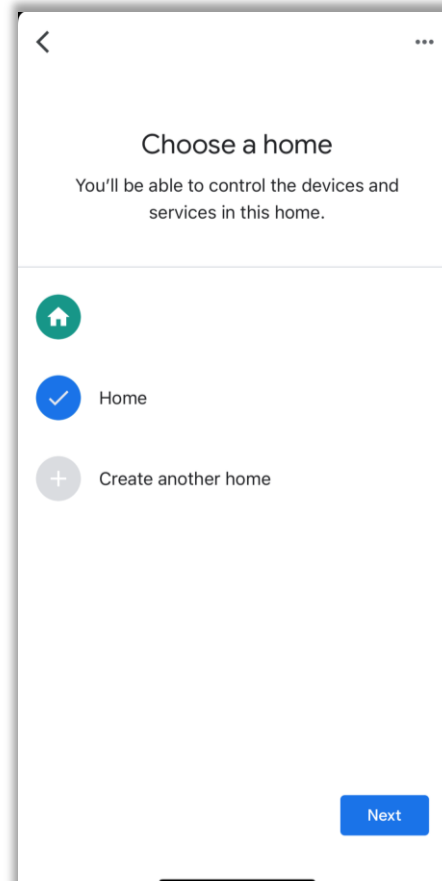 Choose a home
You'll be able to control the devices and
services in this home.
Home
Create another home
Next